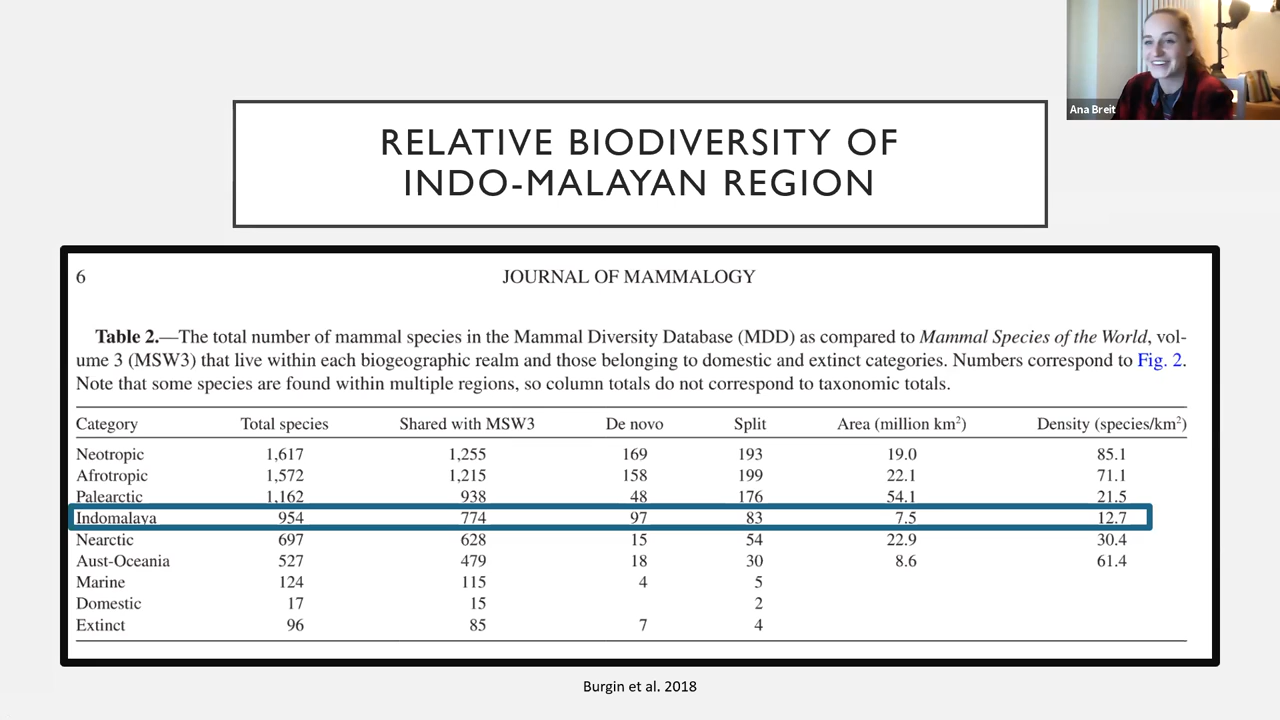 Ana Breit
RELATIVE BIODIVERSITY OF
INDO-MALAYAN REGION
6 JOURNAL OF MAMMALOGY
Table 2.—The total number of mammal species in the Mammal Diversity Database (MDD) as compared to Mammal Species of the World, vol-
ume 3 (MSW3) that live within each biogeographic realm and those belonging to domestic and extinct categories. Numbers correspond to Fig. 2.
Note that some species are found within multiple regions, so column totals do not correspond to taxonomic totals.
Category Total species Shared with MSW3 De novo Split Area (million km²) Density (species/km²)
Neotropic 1,617 1,255 169 193 19.0 85.1
Afrotropic 1,572 1,215 158 199 22.1 71.1
Palearctic 1,162 938 48 176 54.1 21.5
Indomalaya 954 774 97 83 7.5 12.7
Nearctic 697 628 15 54 22.9 30.4
Aust-Oceania 527 479 18 30 8.6 61.4
Marine 124 115 4 5
Domestic 17 15 2
Extinct 96 85 7 4
Burgin et al. 2018